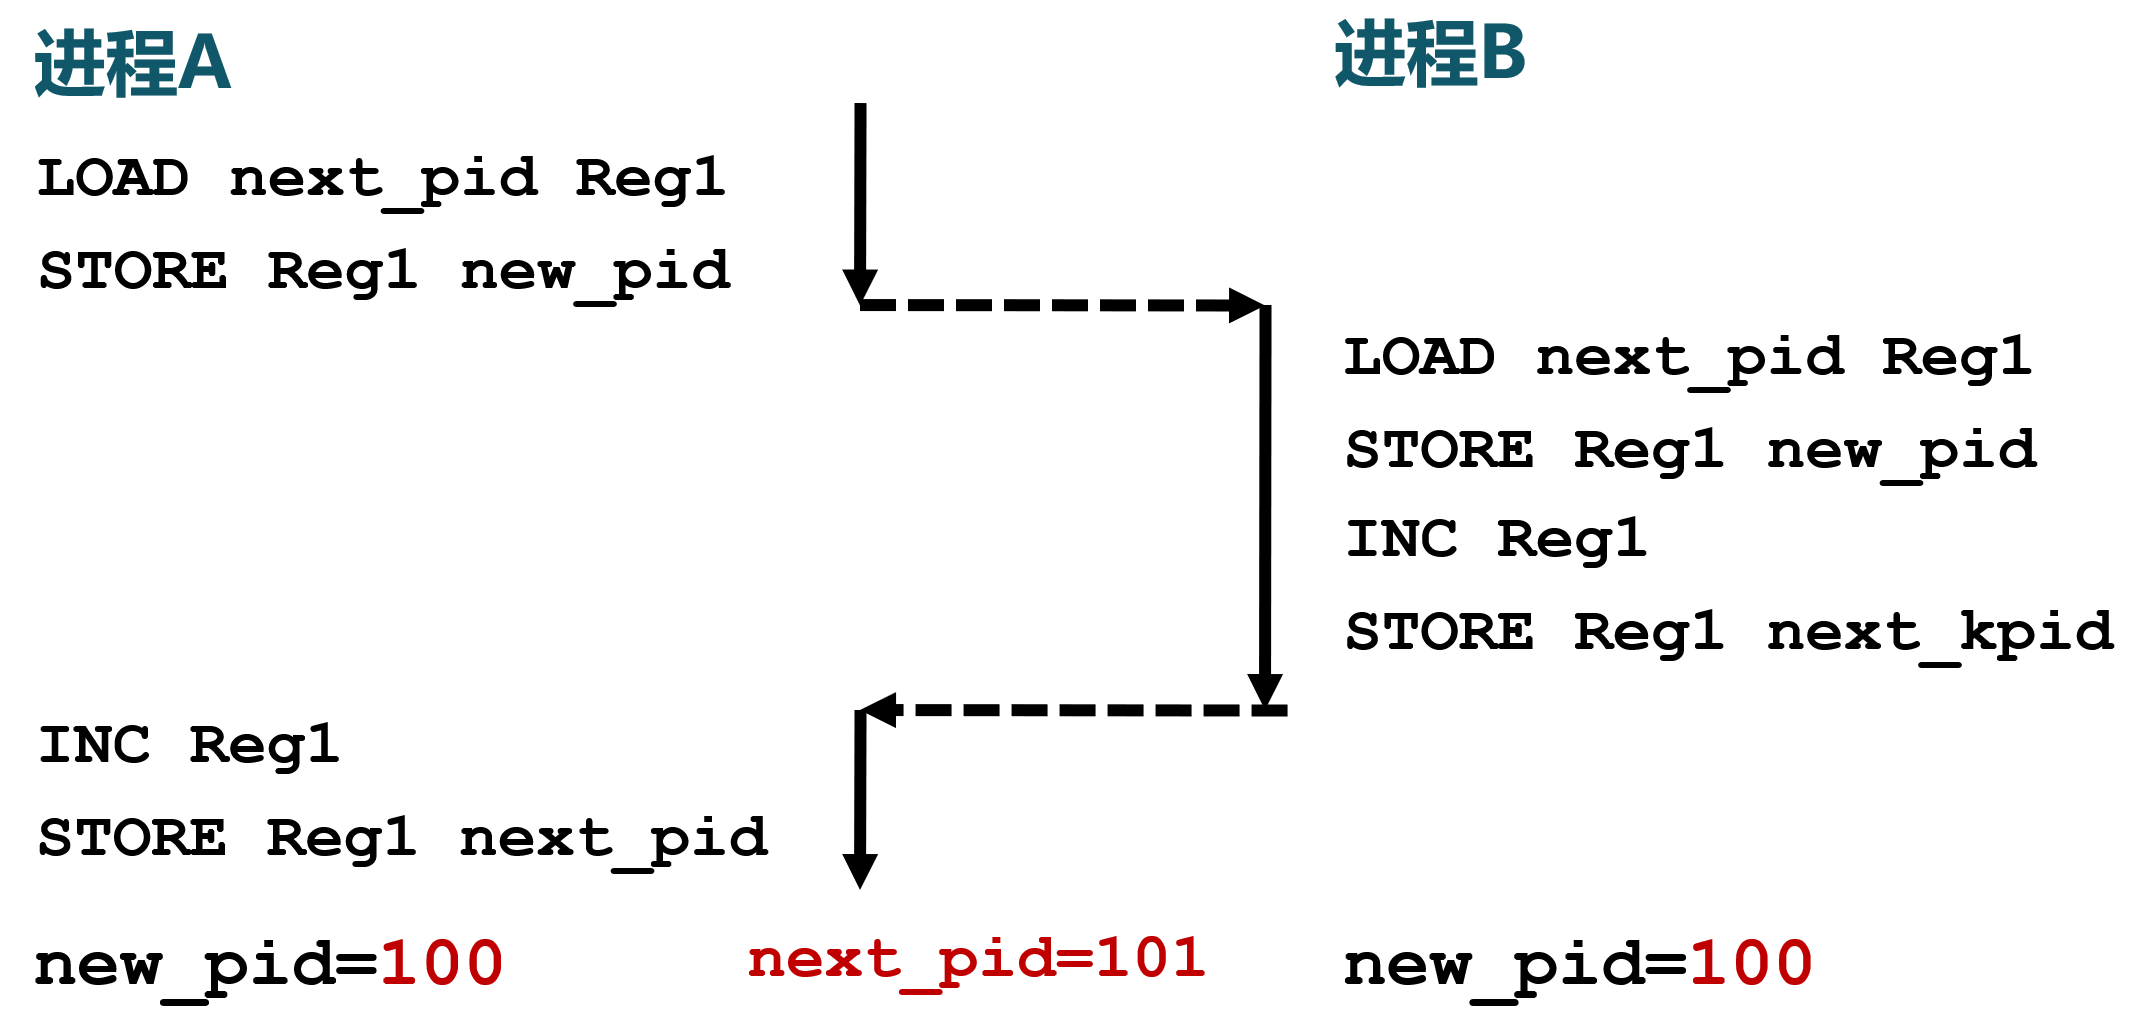 进程A
LOAD next_pid Reg1
STORE Reg1 new_pid
INC Reg1
STORE Reg1 next_pid
new_pid=100
next_pid=101
进程B
LOAD next_pid Reg1
STORE Reg1 new_pid
INC Reg1
STORE Reg1 next_kpid
new_pid=100